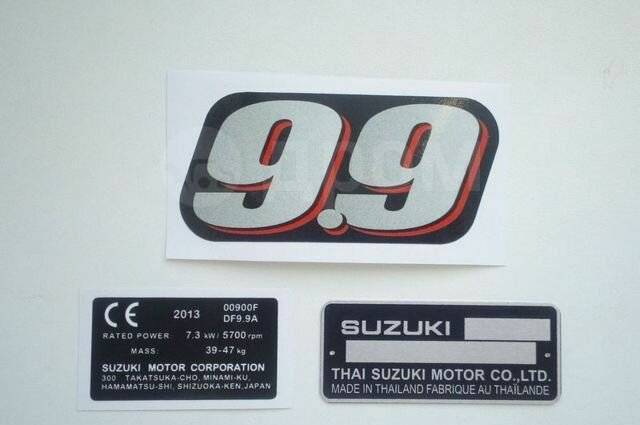 9.9
CE 2013 00900F
DF9.9A
RATED POWER: 7.3 kW/ 5700 rpm
MASS: 39-47 kg
SUZUKI MOTOR CORPORATION
300 TAKATSUKA-CHO, MINAMI-KU,
HAMAMATSU-SHI, SHIZUOKA-KEN, JAPAN
SUZUKI
THAI SUZUKI MOTOR CO.,LTD.
MADE IN THAILAND FABRIQUE AU THAÏLANDE